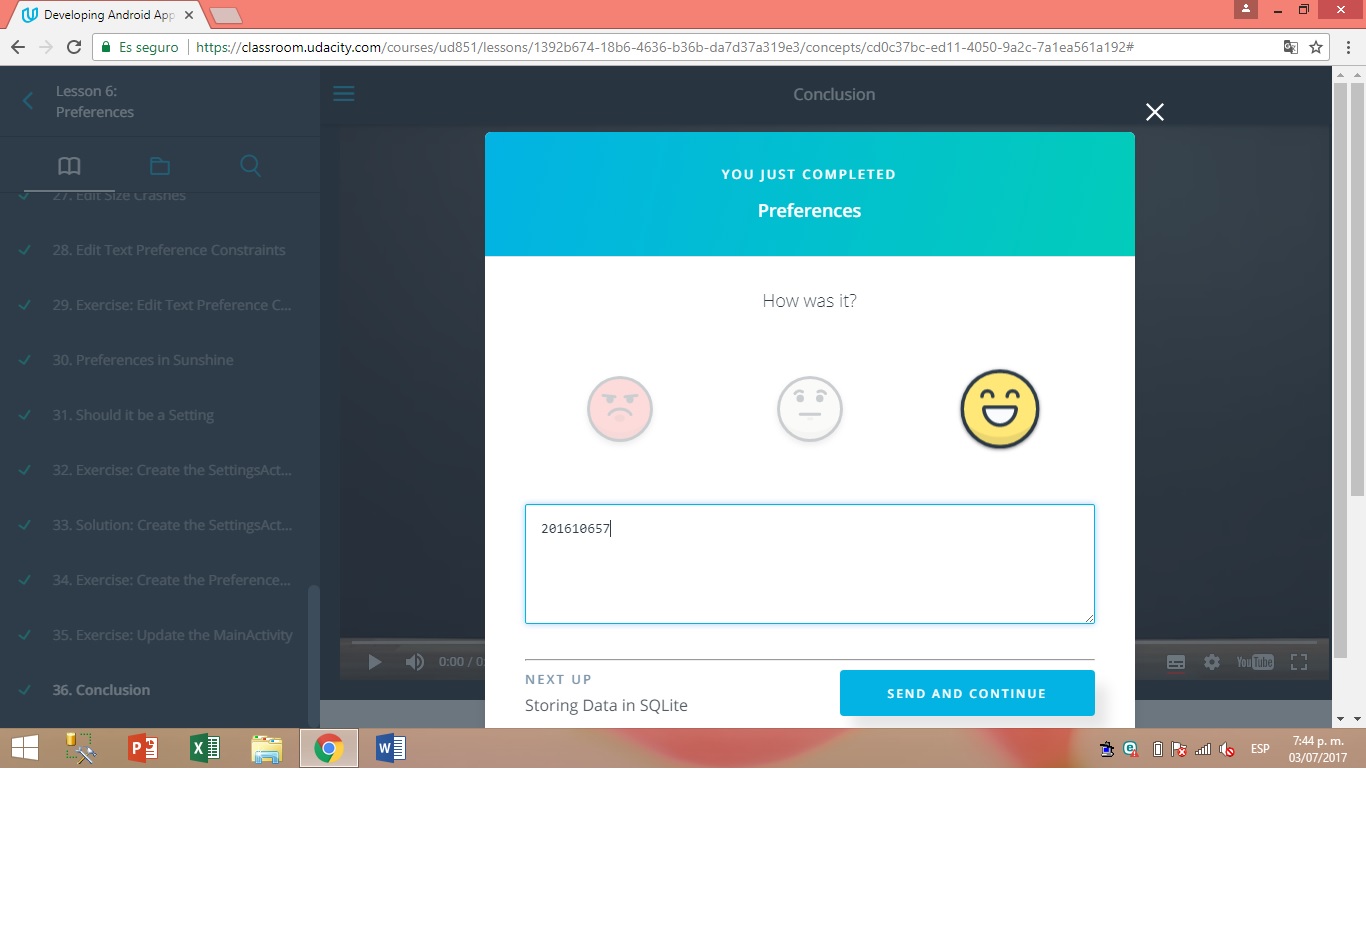 Developing Android App
Es seguro
https://classroom.udacity.com/courses/ud851/lessons/1392b674-18b6-4636-b36b-da7d37a319e3/concepts/cd0c37bc-ed11-4050-9a2c-7a1ea561a192#
Lesson 6:
Preferences
27. Edit Size Crashes
28. Edit Text Preference Constraints
29. Exercise: Edit Text Preference C...
30. Preferences in Sunshine
31. Should it be a Setting
32. Exercise: Create the SettingsAct...
33. Solution: Create the SettingsAct...
34. Exercise: Create the Preference...
35. Exercise: Update the MainActivity
36. Conclusion
Conclusion
YOU JUST COMPLETED
Preferences
How was it?
201610657
NEXT UP
Storing Data in SQLite
SEND AND CONTINUE
0:00 / 0:
YouTube
ESP
7:44 p. m.
03/07/2017